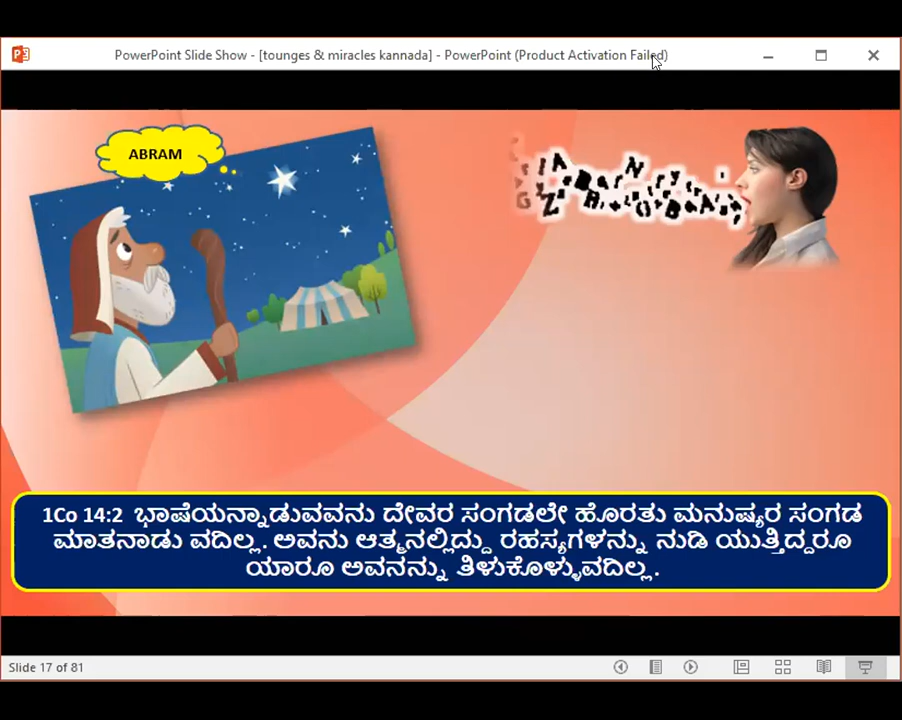 PowerPoint Slide Show - [tounges & miracles kannada] - PowerPoint (Product Activation Failed)
ABRAM
1Co 14:2 ಭಾಷೆಯನ್ನಾಡುವವನು ದೇವರ ಸಂಗಡಲೇ ಹೊರತು ಮನುಷ್ಯರ ಸಂಗಡ
ಮಾತನಾಡು ವದಿಲ್ಲ. ಅವನು ಆತ್ಮನಲ್ಲಿದ್ದು ರಹಸ್ಯಗಳನ್ನು ನುಡಿ ಯುತ್ತಿದ್ದರೂ
ಯಾರೂ ಅವನನ್ನು ತಿಳುಕೊಳ್ಳುವದಿಲ್ಲ.
Slide 17 of 81